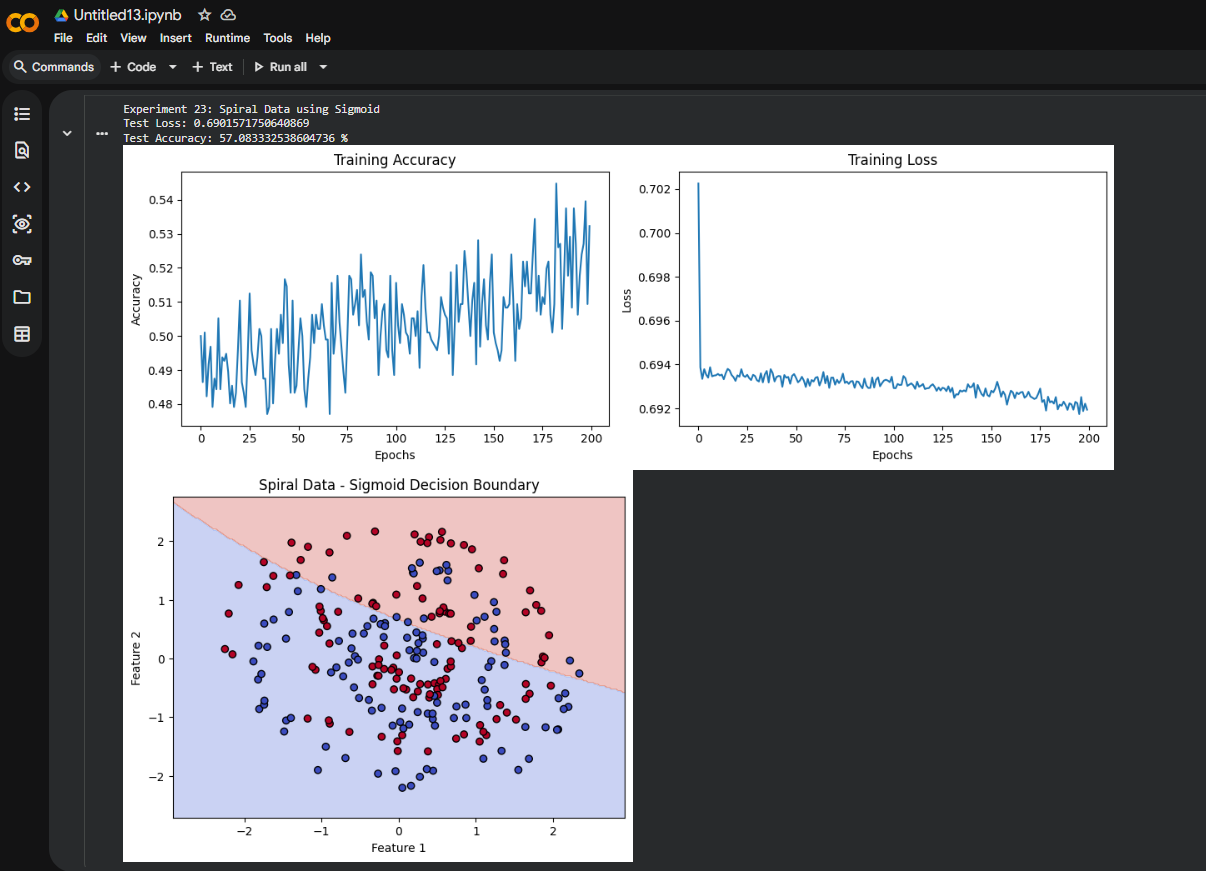 Untitled13.ipynb
File Edit View Insert Runtime Tools Help
Commands + Code + Text Run all
Experiment 23: Spiral Data using Sigmoid
Test Loss: 0.6901571750640869
Test Accuracy: 57.083332538604736 %
Training Accuracy
0.54
0.53
0.52
0.51
0.50
0.49
0.48
Accuracy
0 25 50 75 100 125 150 175 200
Epochs
Training Loss
0.702
0.700
0.698
0.696
0.694
0.692
Loss
0 25 50 75 100 125 150 175 200
Epochs
Spiral Data - Sigmoid Decision Boundary
2
1
0
−1
−2
Feature 2
−2 −1 0 1 2
Feature 1